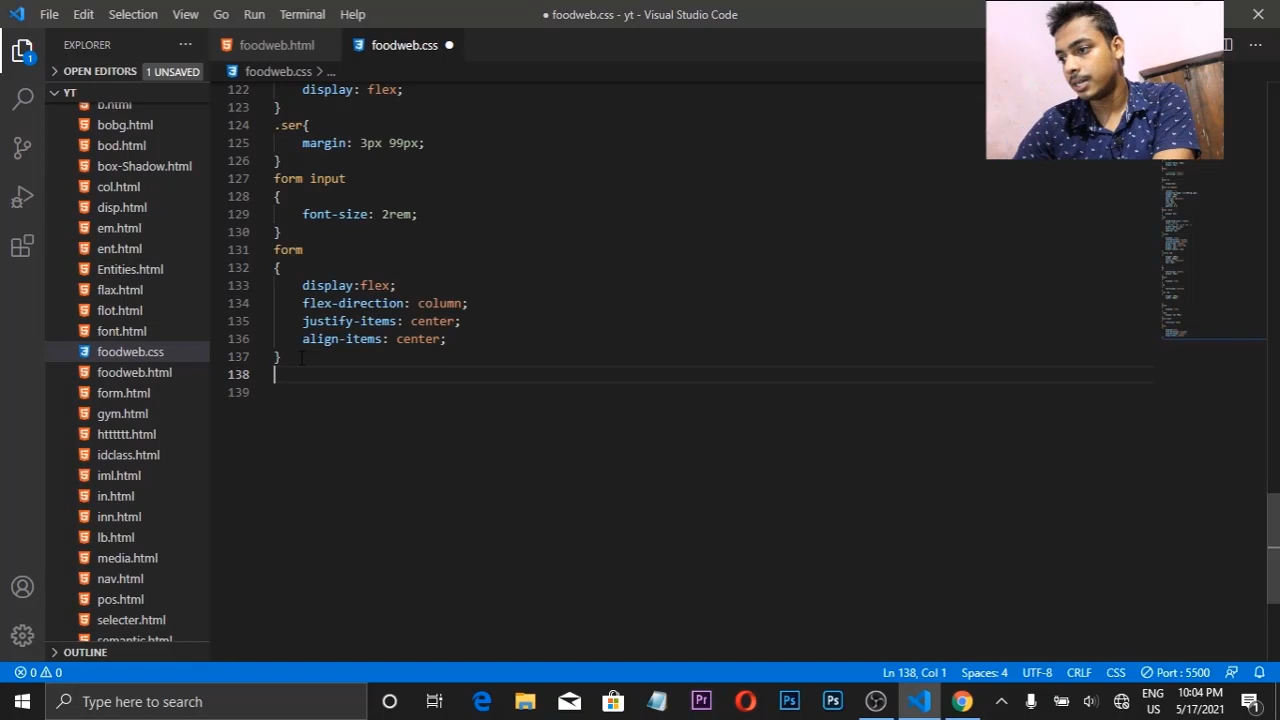 File Edit Selection View Go Run Terminal Help
● foodweb.css - yt - Visual Studio Code
EXPLORER
OPEN EDITORS 1 UNSAVED
YT
b.html
bobg.html
bod.html
box-Shadow.html
col.html
disp.html
em.html
ent.html
Entities.html
flax.html
flot.html
font.html
foodweb.css
foodweb.html
form.html
gym.html
htttttt.html
idclass.html
iml.html
in.html
inn.html
lb.html
media.html
nav.html
pos.html
selecter.html
semantic.html
OUTLINE
foodweb.html
foodweb.css ●
foodweb.css > ...
122 display: flex;
123 }
124 .ser{
125 margin: 3px 99px;
126 }
127 form input
128 {
129 font-size: 2rem;
130 }
131 form
132 {
133 display:flex;
134 flex-direction: column;
135 justify-items: center;
136 align-items: center;
137 }
138
139
1
0 0
Ln 138, Col 1
Spaces: 4
UTF-8
CRLF
CSS
Port : 5500
Type here to search
Pr
Ps
Ps
ENG
US
10:04 PM
5/17/2021
1